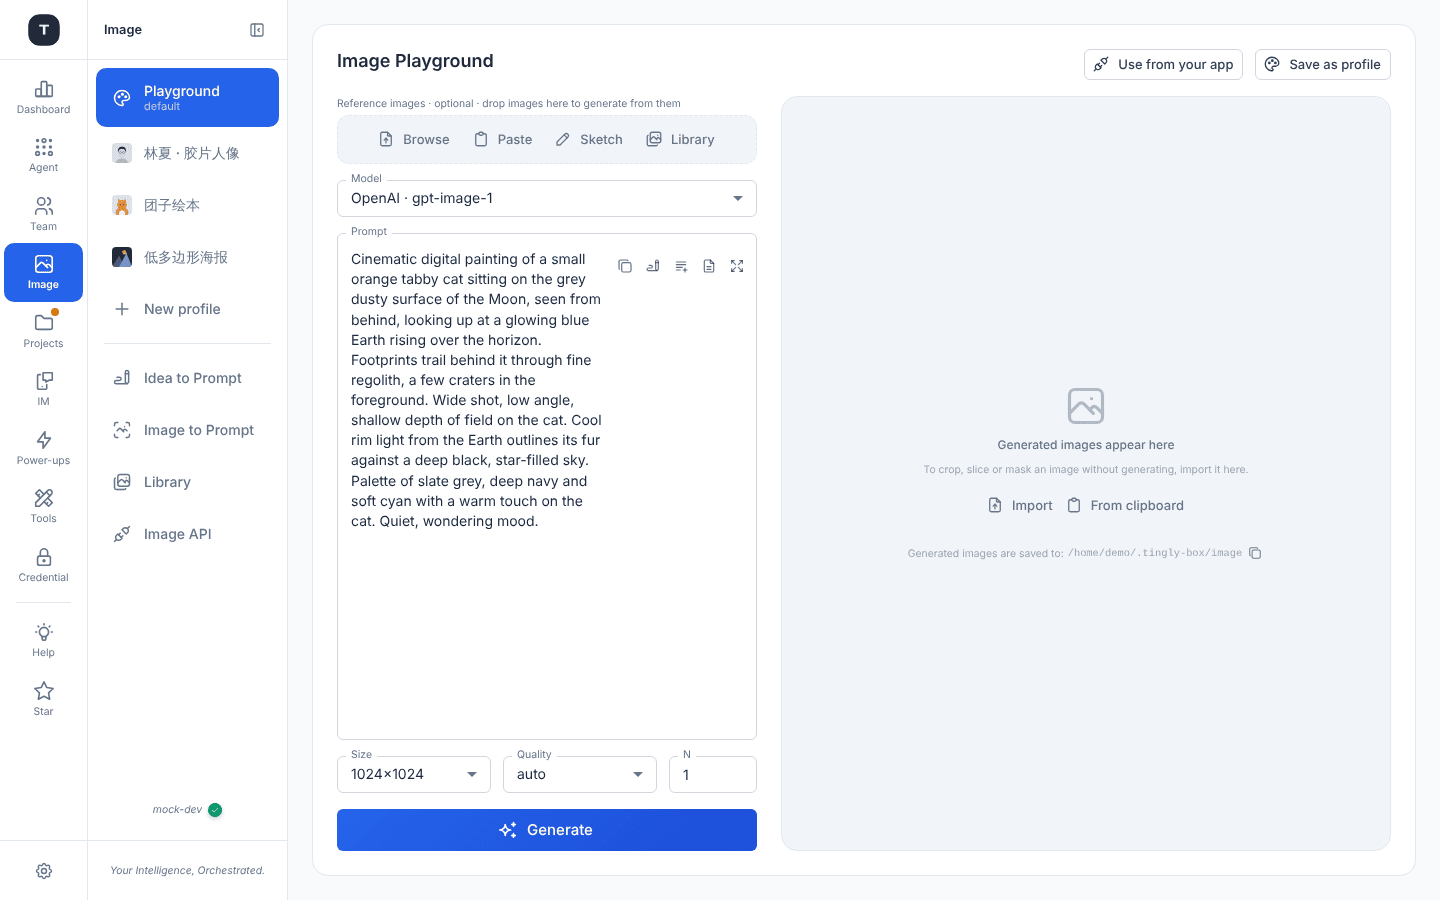 T
Image
Dashboard
Agent
Team
Image
Projects
IM
Power-ups
Tools
Credential
Help
Star
Playground
default
林夏 · 胶片人像
团子绘本
低多边形海报
New profile
Idea to Prompt
Image to Prompt
Library
Image API
mock-dev
Your Intelligence, Orchestrated.
Image Playground
Use from your app
Save as profile
Reference images · optional · drop images here to generate from them
Browse
Paste
Sketch
Library
Model
OpenAI · gpt-image-1
Prompt
Cinematic digital painting of a small
orange tabby cat sitting on the grey
dusty surface of the Moon, seen from
behind, looking up at a glowing blue
Earth rising over the horizon.
Footprints trail behind it through fine
regolith, a few craters in the
foreground. Wide shot, low angle,
shallow depth of field on the cat. Cool
rim light from the Earth outlines its fur
against a deep black, star-filled sky.
Palette of slate grey, deep navy and
soft cyan with a warm touch on the
cat. Quiet, wondering mood.
Size
1024×1024
Quality
auto
N
1
Generate
Generated images appear here
To crop, slice or mask an image without generating, import it here.
Import
From clipboard
Generated images are saved to: /home/demo/.tingly-box/image